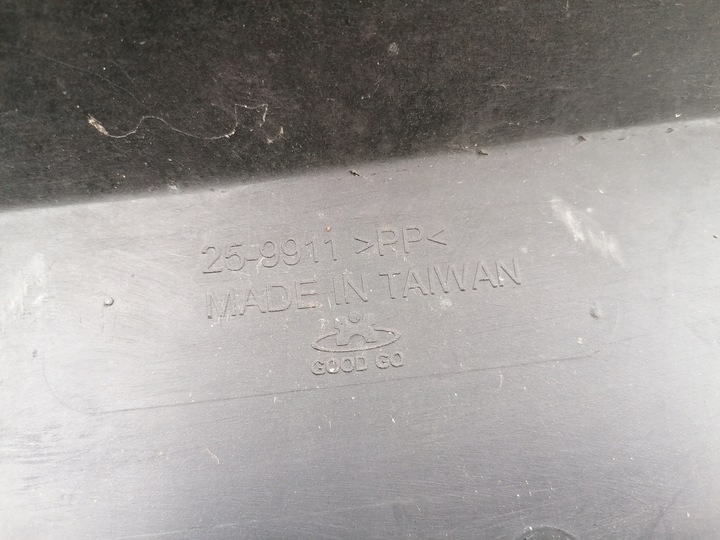 25-9911 >PP<
MADE IN TAIWAN
GOOD GO